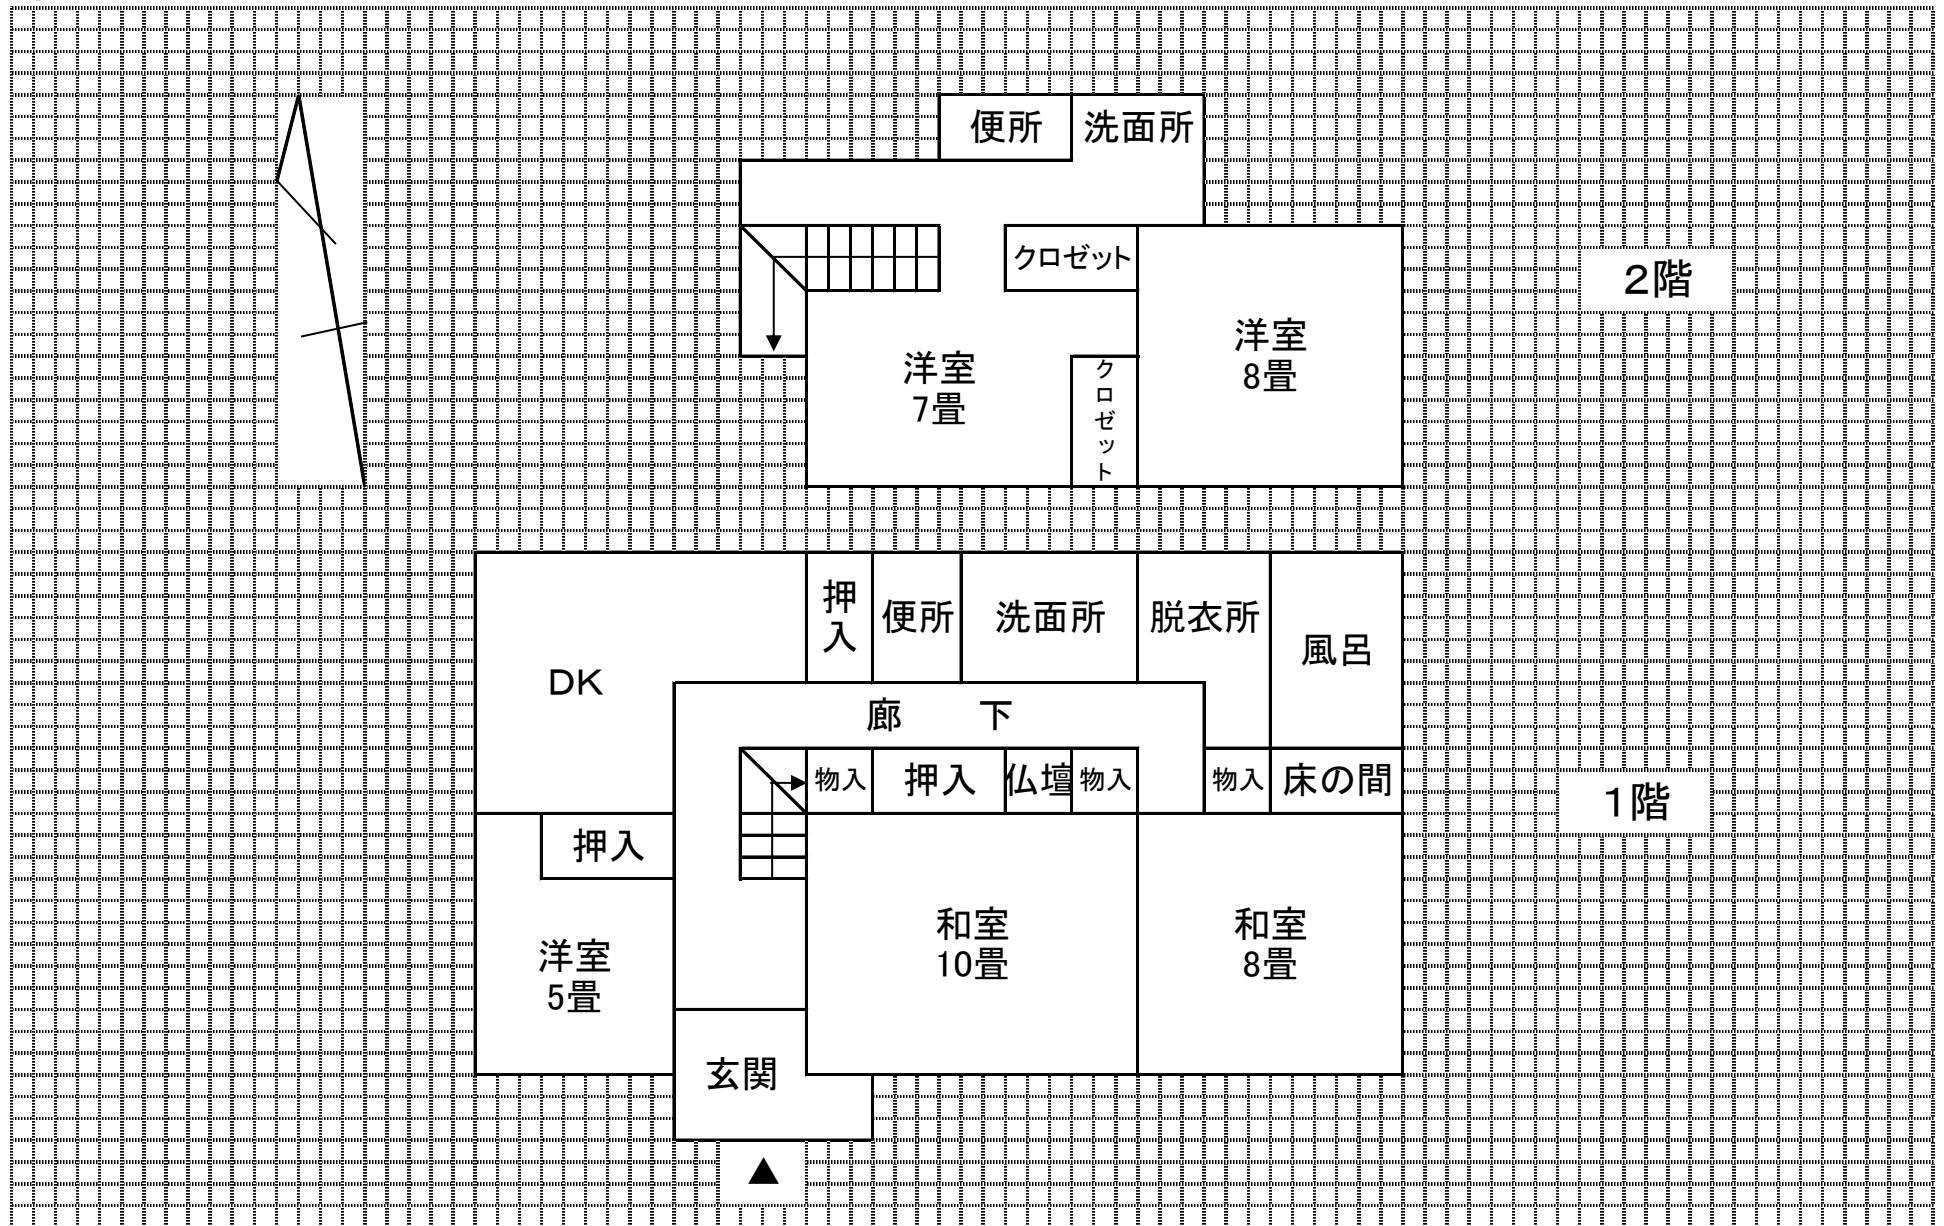 便所
洗面所
クロゼット
2階
洋室
8畳
洋室
7畳
クロゼット
押入
便所
洗面所
脱衣所
風呂
DK
廊　下
物入
押入
仏壇
物入
物入
床の間
1階
押入
和室
10畳
和室
8畳
洋室
5畳
玄関
▲